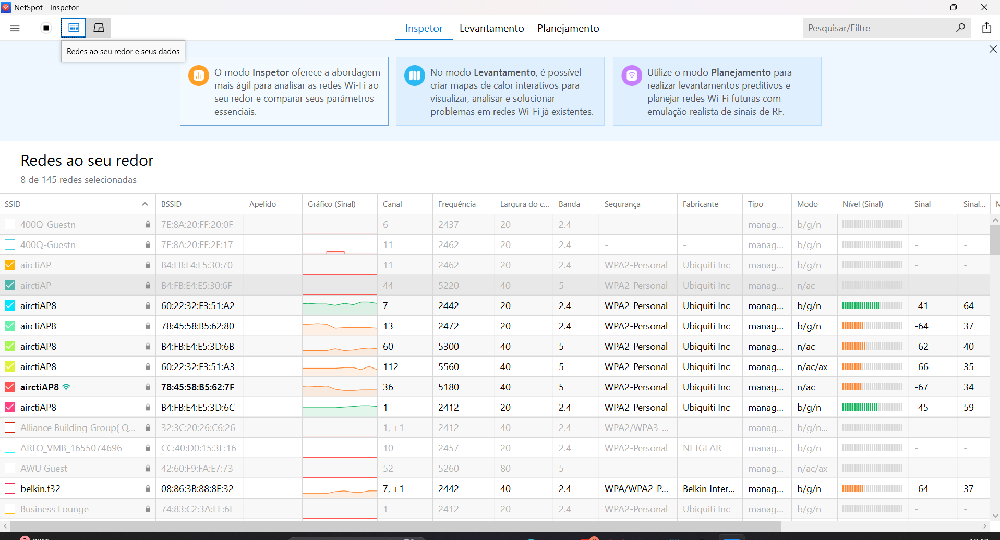 NetSpot - Inspetor
Inspetor
Levantamento
Planejamento
Pesquisar/Filtre
Redes ao seu redor e seus dados
O modo Inspetor oferece a abordagem
mais ágil para analisar as redes Wi-Fi ao
seu redor e comparar seus parâmetros
essenciais.
No modo Levantamento, é possível
criar mapas de calor interativos para
visualizar, analisar e solucionar
problemas em redes Wi-Fi já existentes.
Utilize o modo Planejamento para
realizar levantamentos preditivos e
planejar redes Wi-Fi futuras com
emulação realista de sinais de RF.
Redes ao seu redor
8 de 145 redes selecionadas
SSID BSSID Apelido Gráfico (Sinal) Canal Frequência Largura do c... Banda Segurança Fabricante Tipo Modo Nível (Sinal) Sinal Sinal... M
400Q-Guestn 7E:8A:20:FF:20:0F 6 2437 20 2.4 - - manag... b/g/n - -
400Q-Guestn 7E:8A:20:FF:2E:17 11 2462 20 2.4 - - manag... b/g/n - -
airctiAP B4:FB:E4:E5:30:70 11 2462 20 2.4 WPA2-Personal Ubiquiti Inc manag... b/g/n - -
airctiAP B4:FB:E4:E5:30:6F 44 5220 40 5 WPA2-Personal Ubiquiti Inc manag... n/ac - -
airctiAP8 60:22:32:F3:51:A2 7 2442 20 2.4 WPA2-Personal Ubiquiti Inc manag... b/g/n -41 64
airctiAP8 78:45:58:B5:62:80 13 2472 20 2.4 WPA2-Personal Ubiquiti Inc manag... b/g/n -64 37
airctiAP8 B4:FB:E4:E5:3D:6B 60 5300 40 5 WPA2-Personal Ubiquiti Inc manag... n/ac -62 40
airctiAP8 60:22:32:F3:51:A3 112 5560 40 5 WPA2-Personal Ubiquiti Inc manag... n/ac/ax -66 35
airctiAP8 78:45:58:B5:62:7F 36 5180 40 5 WPA2-Personal Ubiquiti Inc manag... n/ac -67 34
airctiAP8 B4:FB:E4:E5:3D:6C 1 2412 20 2.4 WPA2-Personal Ubiquiti Inc manag... b/g/n -45 59
Alliance Building Group( Q... 32:3C:20:26:C6:26 1, +1 2412 40 2.4 WPA2/WPA3-... - manag... b/g/n... - -
ARLO_VMB_1655074696 CC:40:D0:15:3F:16 10 2457 20 2.4 WPA2-Personal NETGEAR manag... b/g/n - -
AWU Guest 42:60:F9:FA:E7:73 52 5260 80 5 - - manag... n/ac/ax - -
belkin.f32 08:86:3B:88:8F:32 7, +1 2442 40 2.4 WPA/WPA2-P... Belkin Inter... manag... b/g/n -64 37
Business Lounge 74:83:C2:3A:FE:6F 1 2412 20 2.4 WPA2-Personal Ubiquiti Inc manag... b/g/n - -